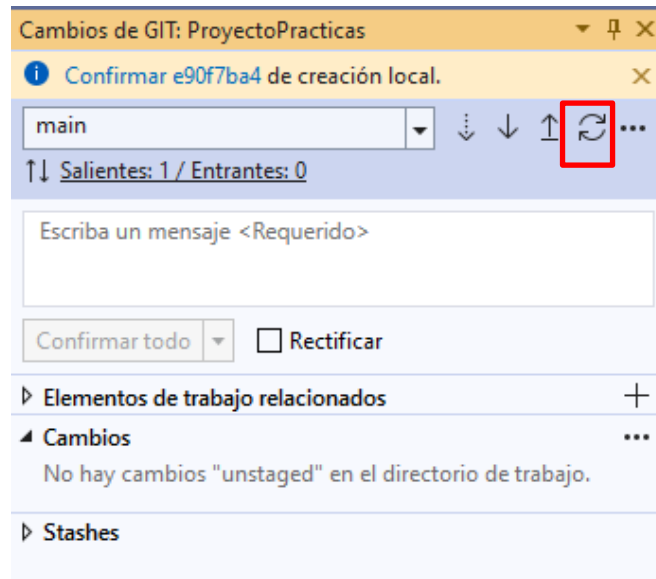 Cambios de GIT: ProyectoPracticas
Confirmar e90f7ba4 de creación local.
main
Salientes: 1 / Entrantes: 0
Escriba un mensaje <Requerido>
Confirmar todo Rectificar
Elementos de trabajo relacionados
Cambios
No hay cambios "unstaged" en el directorio de trabajo.
Stashes